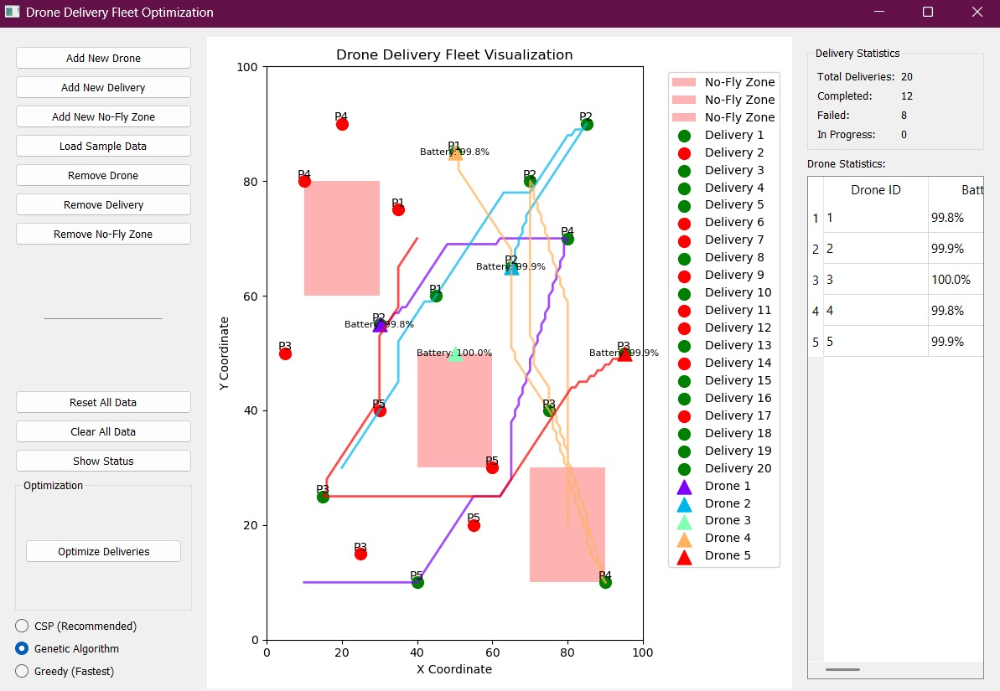 Drone Delivery Fleet Optimization
Add New Drone
Add New Delivery
Add New No-Fly Zone
Load Sample Data
Remove Drone
Remove Delivery
Remove No-Fly Zone
Reset All Data
Clear All Data
Show Status
Optimization
Optimize Deliveries
CSP (Recommended)
Genetic Algorithm
Greedy (Fastest)
Drone Delivery Fleet Visualization
100
80
60
40
20
0
Y Coordinate
P4
P2
P1
Battery: 99.8%
P4
P2
P1
P4
P2
Battery: 99.9%
P1
P2
Battery: 99.8%
P3
Battery: 100.0%
P3
Battery: 99.9%
P5
P3
P5
P3
P5
P3
P5
P4
0 20 40 60 80 100
X Coordinate
No-Fly Zone
No-Fly Zone
No-Fly Zone
Delivery 1
Delivery 2
Delivery 3
Delivery 4
Delivery 5
Delivery 6
Delivery 7
Delivery 8
Delivery 9
Delivery 10
Delivery 11
Delivery 12
Delivery 13
Delivery 14
Delivery 15
Delivery 16
Delivery 17
Delivery 18
Delivery 19
Delivery 20
Drone 1
Drone 2
Drone 3
Drone 4
Drone 5
Delivery Statistics
Total Deliveries: 20
Completed: 12
Failed: 8
In Progress: 0
Drone Statistics:
Drone ID Batt
1 1 99.8%
2 2 99.9%
3 3 100.0%
4 4 99.8%
5 5 99.9%